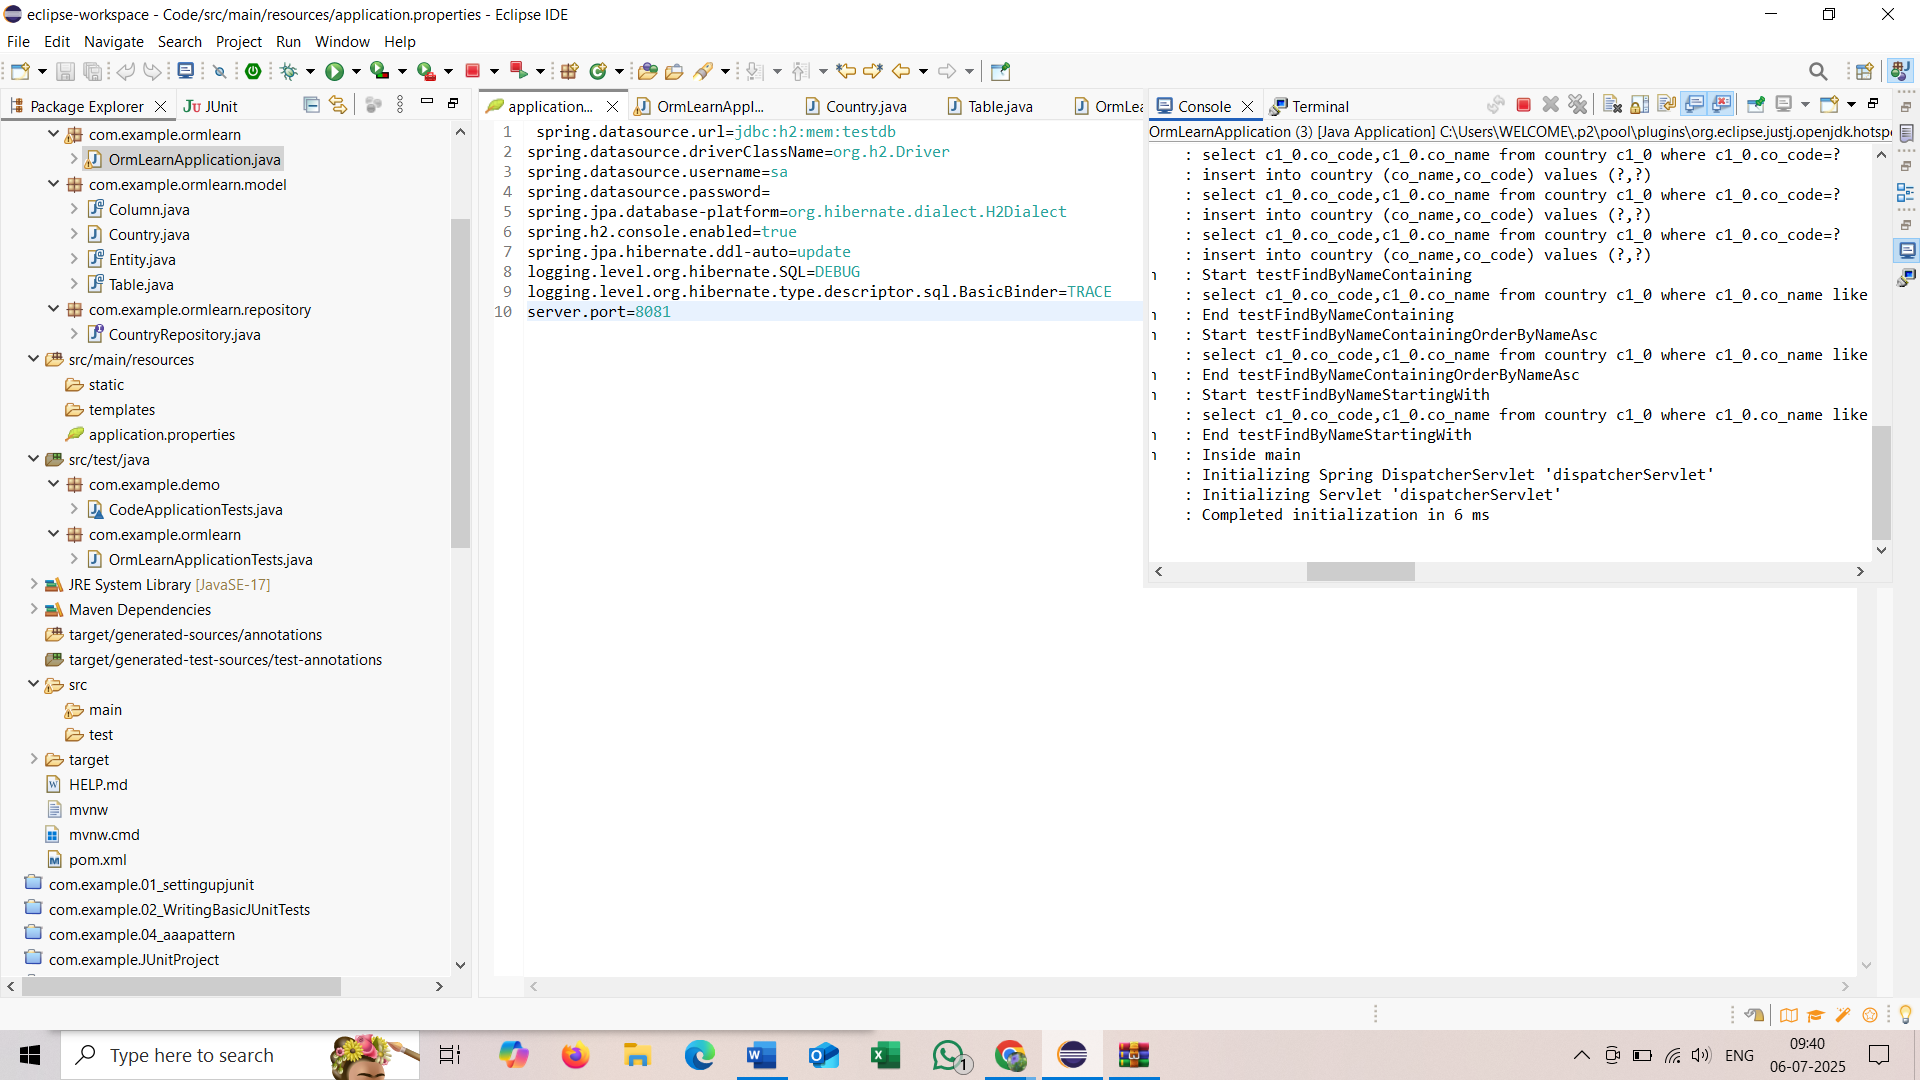 eclipse-workspace - Code/src/main/resources/application.properties - Eclipse IDE
File Edit Navigate Search Project Run Window Help
Package Explorer
JUnit
com.example.ormlearn
OrmLearnApplication.java
com.example.ormlearn.model
Column.java
Country.java
Entity.java
Table.java
com.example.ormlearn.repository
CountryRepository.java
src/main/resources
static
templates
application.properties
src/test/java
com.example.demo
CodeApplicationTests.java
com.example.ormlearn
OrmLearnApplicationTests.java
JRE System Library [JavaSE-17]
Maven Dependencies
target/generated-sources/annotations
target/generated-test-sources/test-annotations
src
main
test
target
HELP.md
mvnw
mvnw.cmd
pom.xml
com.example.01_settingupjunit
com.example.02_WritingBasicJUnitTests
com.example.04_aaapattern
com.example.JUnitProject
application... OrmLearnAppl... Country.java Table.java OrmLea
1 spring.datasource.url=jdbc:h2:mem:testdb
2 spring.datasource.driverClassName=org.h2.Driver
3 spring.datasource.username=sa
4 spring.datasource.password=
5 spring.jpa.database-platform=org.hibernate.dialect.H2Dialect
6 spring.h2.console.enabled=true
7 spring.jpa.hibernate.ddl-auto=update
8 logging.level.org.hibernate.SQL=DEBUG
9 logging.level.org.hibernate.type.descriptor.sql.BasicBinder=TRACE
10 server.port=8081
Console Terminal
OrmLearnApplication (3) [Java Application] C:\Users\WELCOME\.p2\pool\plugins\org.eclipse.justj.openjdk.hotsp
: select c1_0.co_code,c1_0.co_name from country c1_0 where c1_0.co_code=?
: insert into country (co_name,co_code) values (?,?)
: select c1_0.co_code,c1_0.co_name from country c1_0 where c1_0.co_code=?
: insert into country (co_name,co_code) values (?,?)
: select c1_0.co_code,c1_0.co_name from country c1_0 where c1_0.co_code=?
: insert into country (co_name,co_code) values (?,?)
: Start testFindByNameContaining
: select c1_0.co_code,c1_0.co_name from country c1_0 where c1_0.co_name like
: End testFindByNameContaining
: Start testFindByNameContainingOrderByNameAsc
: select c1_0.co_code,c1_0.co_name from country c1_0 where c1_0.co_name like
: End testFindByNameContainingOrderByNameAsc
: Start testFindByNameStartingWith
: select c1_0.co_code,c1_0.co_name from country c1_0 where c1_0.co_name like
: End testFindByNameStartingWith
: Inside main
: Initializing Spring DispatcherServlet 'dispatcherServlet'
: Initializing Servlet 'dispatcherServlet'
: Completed initialization in 6 ms
Type here to search
1
ENG
09:40
06-07-2025